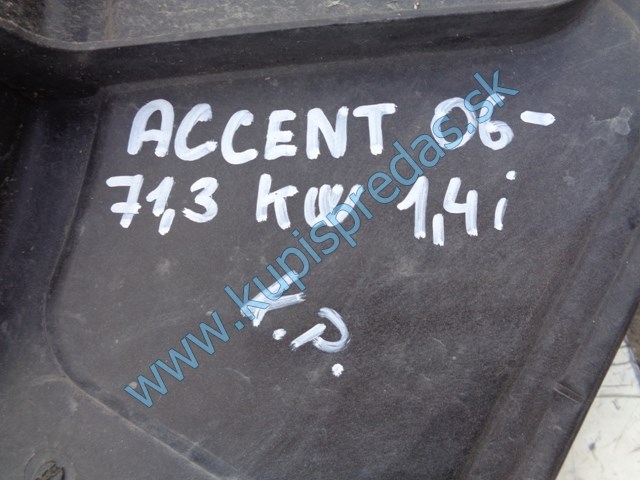 ACCENT 06-
71,3 KW 1,4i
www.kupispredas.sk